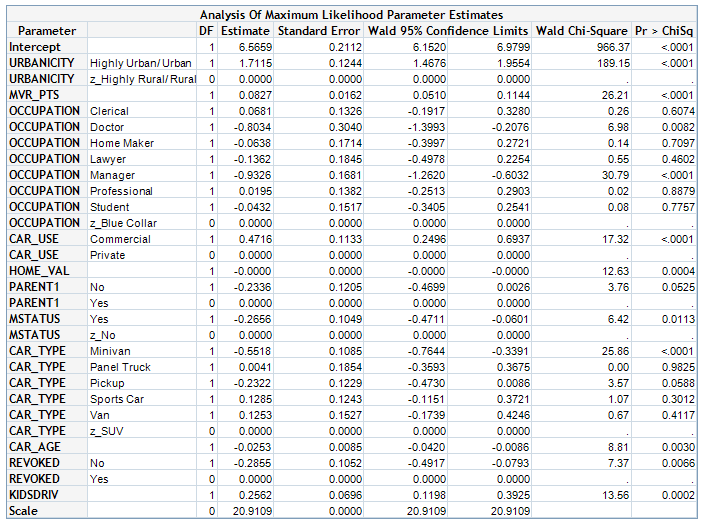 Analysis Of Maximum Likelihood Parameter Estimates
Parameter DF Estimate Standard Error Wald 95% Confidence Limits Wald Chi-Square Pr > ChiSq
Intercept 1 6.5659 0.2112 6.1520 6.9799 966.37 <.0001
URBANICITY Highly Urban/ Urban 1 1.7115 0.1244 1.4676 1.9554 189.15 <.0001
URBANICITY z_Highly Rural/ Rural 0 0.0000 0.0000 0.0000 0.0000 . .
MVR_PTS 1 0.0827 0.0162 0.0510 0.1144 26.21 <.0001
OCCUPATION Clerical 1 0.0681 0.1326 -0.1917 0.3280 0.26 0.6074
OCCUPATION Doctor 1 -0.8034 0.3040 -1.3993 -0.2076 6.98 0.0082
OCCUPATION Home Maker 1 -0.0638 0.1714 -0.3997 0.2721 0.14 0.7097
OCCUPATION Lawyer 1 -0.1362 0.1845 -0.4978 0.2254 0.55 0.4602
OCCUPATION Manager 1 -0.9326 0.1681 -1.2620 -0.6032 30.79 <.0001
OCCUPATION Professional 1 0.0195 0.1382 -0.2513 0.2903 0.02 0.8879
OCCUPATION Student 1 -0.0432 0.1517 -0.3405 0.2541 0.08 0.7757
OCCUPATION z_Blue Collar 0 0.0000 0.0000 0.0000 0.0000 . .
CAR_USE Commercial 1 0.4716 0.1133 0.2496 0.6937 17.32 <.0001
CAR_USE Private 0 0.0000 0.0000 0.0000 0.0000 . .
HOME_VAL 1 -0.0000 0.0000 -0.0000 -0.0000 12.63 0.0004
PARENT1 No 1 -0.2336 0.1205 -0.4699 0.0026 3.76 0.0525
PARENT1 Yes 0 0.0000 0.0000 0.0000 0.0000 . .
MSTATUS Yes 1 -0.2656 0.1049 -0.4711 -0.0601 6.42 0.0113
MSTATUS z_No 0 0.0000 0.0000 0.0000 0.0000 . .
CAR_TYPE Minivan 1 -0.5518 0.1085 -0.7644 -0.3391 25.86 <.0001
CAR_TYPE Panel Truck 1 0.0041 0.1854 -0.3593 0.3675 0.00 0.9825
CAR_TYPE Pickup 1 -0.2322 0.1229 -0.4730 0.0086 3.57 0.0588
CAR_TYPE Sports Car 1 0.1285 0.1243 -0.1151 0.3721 1.07 0.3012
CAR_TYPE Van 1 0.1253 0.1527 -0.1739 0.4246 0.67 0.4117
CAR_TYPE z_SUV 0 0.0000 0.0000 0.0000 0.0000 . .
CAR_AGE 1 -0.0253 0.0085 -0.0420 -0.0086 8.81 0.0030
REVOKED No 1 -0.2855 0.1052 -0.4917 -0.0793 7.37 0.0066
REVOKED Yes 0 0.0000 0.0000 0.0000 0.0000 . .
KIDSDRIV 1 0.2562 0.0696 0.1198 0.3925 13.56 0.0002
Scale 0 20.9109 0.0000 20.9109 20.9109